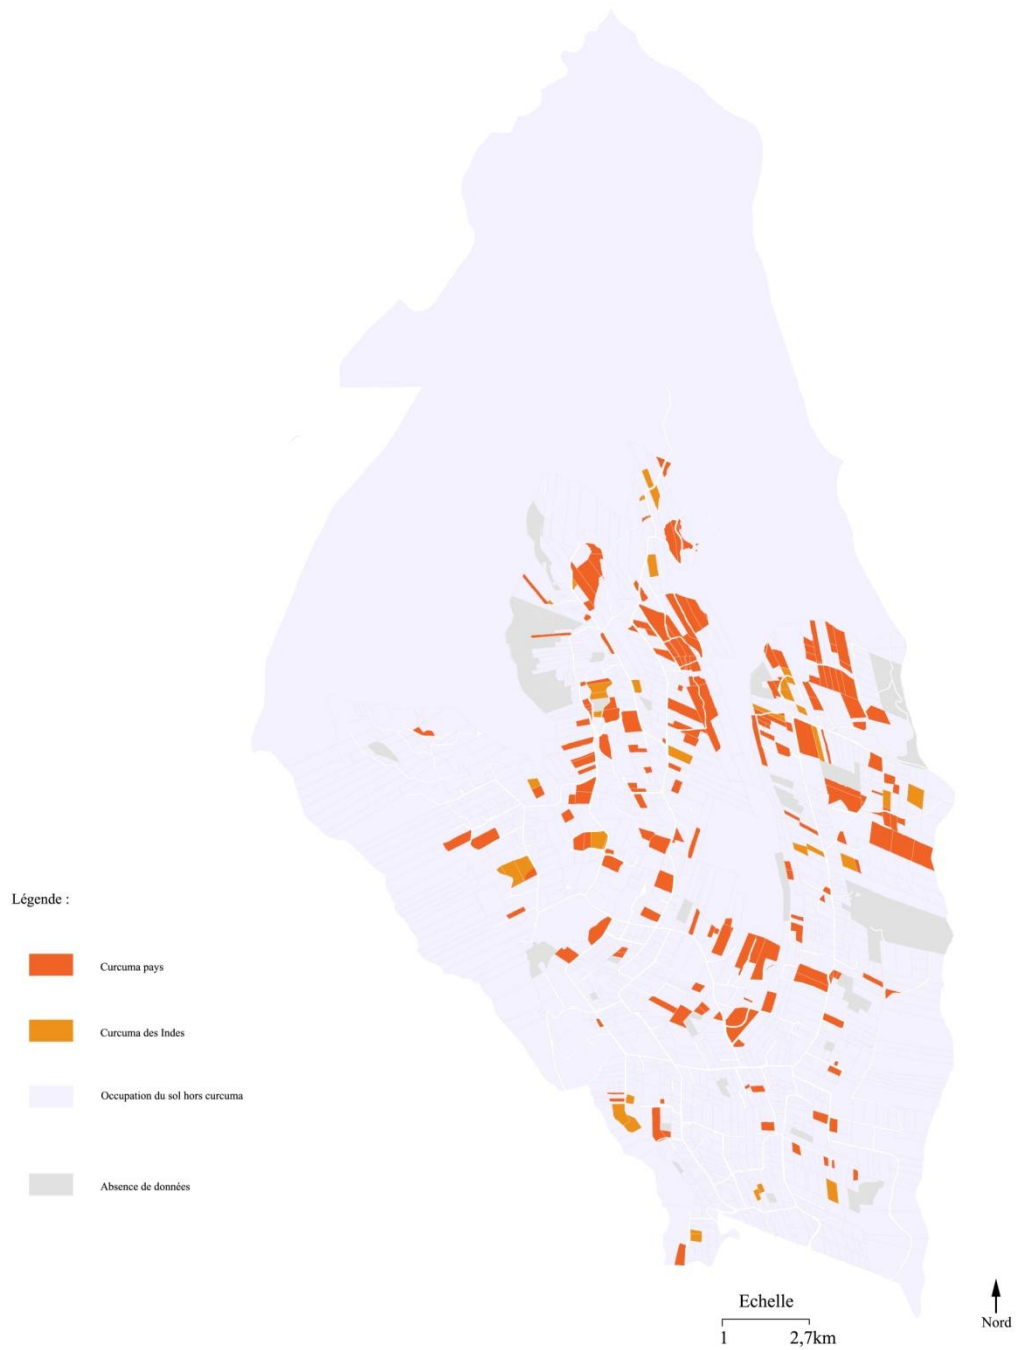 Légende :
Curcuma pays
Curcuma des Indes
Occupation du sol hors curcuma
Absence de données
Echelle
1 2,7km
Nord